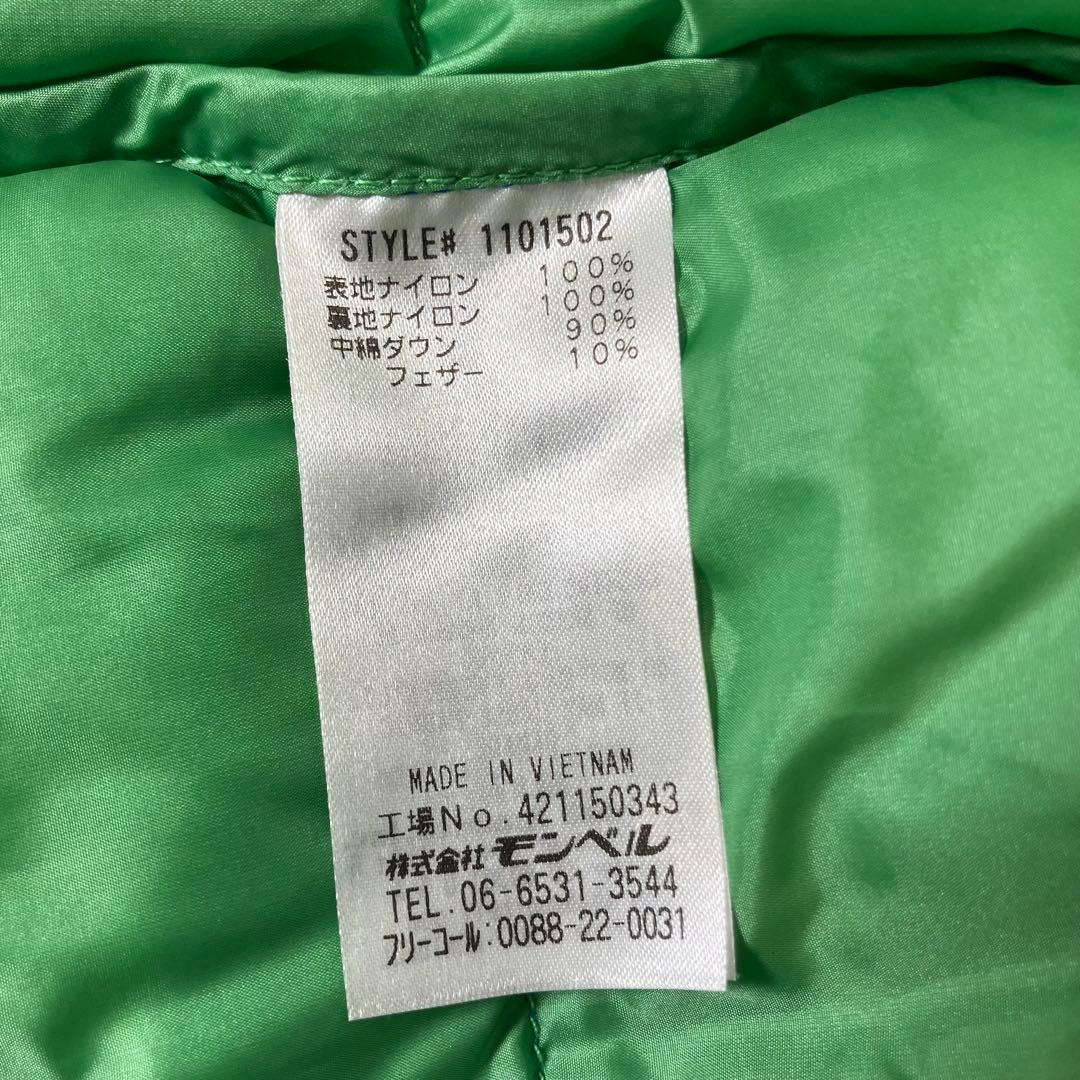 STYLE# 1101502
表地ナイロン 100%
裏地ナイロン 100%
中綿ダウン 90%
フェザー 10%
MADE IN VIETNAM
工場No.421150343
株式会社モンベル
TEL.06-6531-3544
フリーコール:0088-22-0031